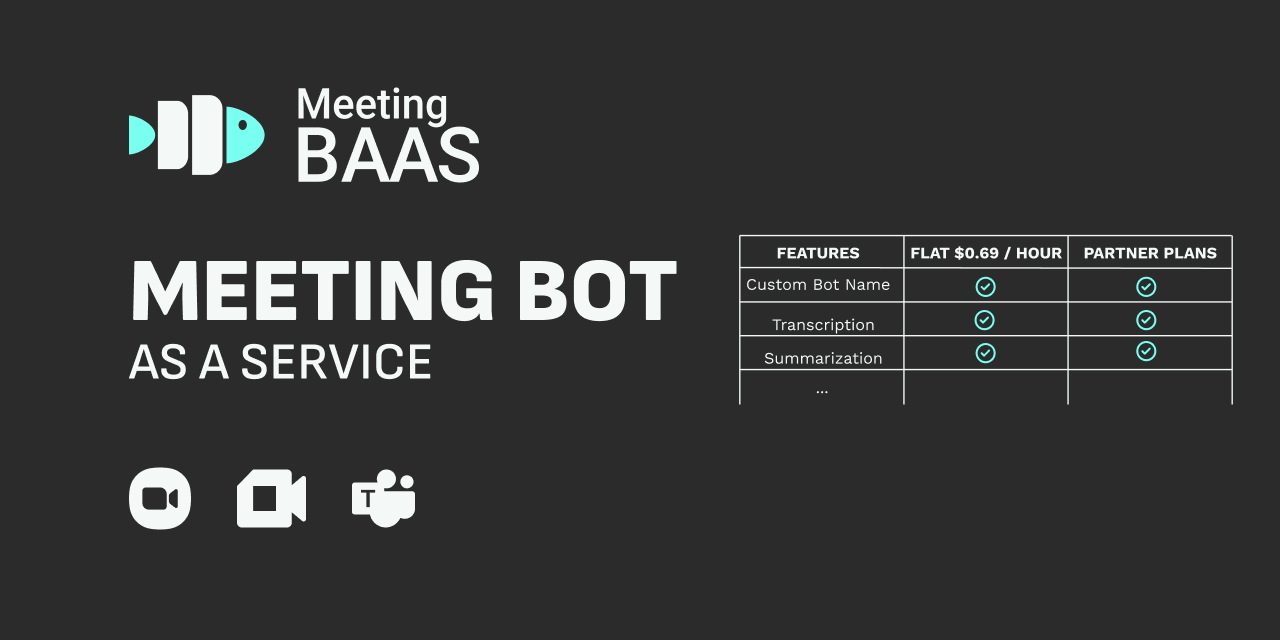 Meeting
BAAS
MEETING BOT
AS A SERVICE
FEATURES FLAT $0.69 / HOUR PARTNER PLANS
Custom Bot Name
Transcription
Summarization
...
T